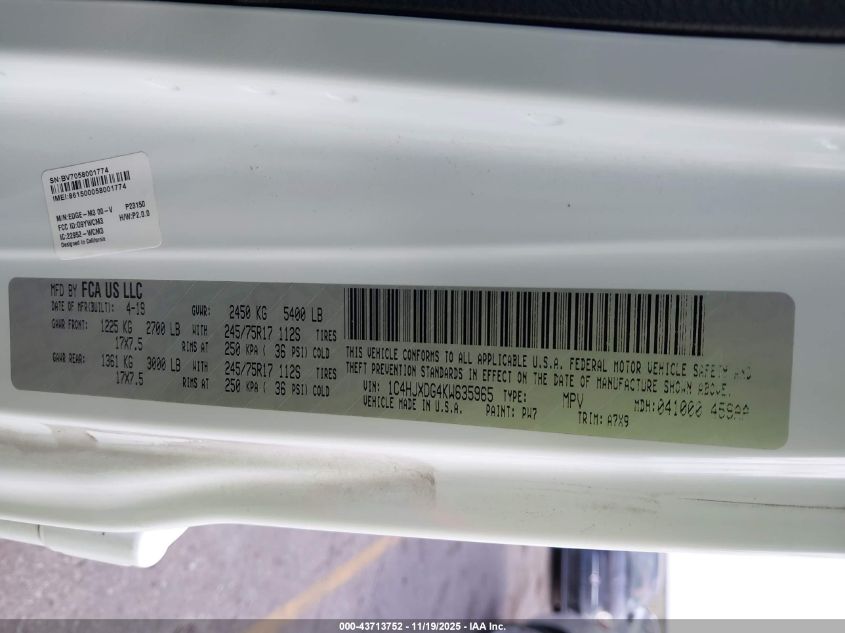 SN:BV7058001774
IMEI:861500058001774
M/N:EDGE-M3 00-V P23150
FCC ID:O9YWCM3 H/W:P2.0.0
IC:22952-WCM3
Designed in California
MFD BY FCA US LLC
DATE OF MFR(BUILT): 4-19 GVWR: 2450 KG 5400 LB
GAWR FRONT: 1225 KG 2700 LB WITH 245/75R17 112S TIRES
17X7.5 RIMS AT 250 KPA ( 36 PSI) COLD
GAWR REAR: 1361 KG 3000 LB WITH 245/75R17 112S TIRES
17X7.5 RIMS AT 250 KPA ( 36 PSI) COLD
THIS VEHICLE CONFORMS TO ALL APPLICABLE U.S.A. FEDERAL MOTOR VEHICLE SAFETY AND
THEFT PREVENTION STANDARDS IN EFFECT ON THE DATE OF MANUFACTURE SHOWN ABOVE.
VIN: 1C4HJXDG4KW635965 TYPE: MPV MDH:041000 459AA
VEHICLE MADE IN U.S.A. PAINT: PW7 TRIM: A7X9
000-43713752 - 11/19/2025 - IAA Inc.